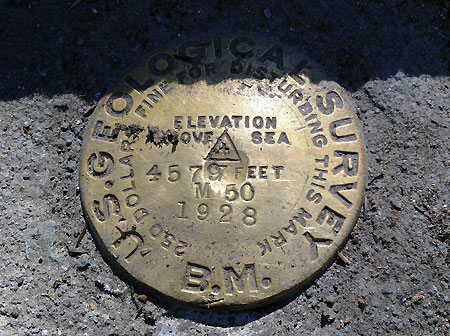 U.S. GEOLOGICAL SURVEY
B.M.
250 DOLLARS FINE FOR DISTURBING THIS MARK
ELEVATION
ABOVE SEA
4579 FEET
M 50
1928